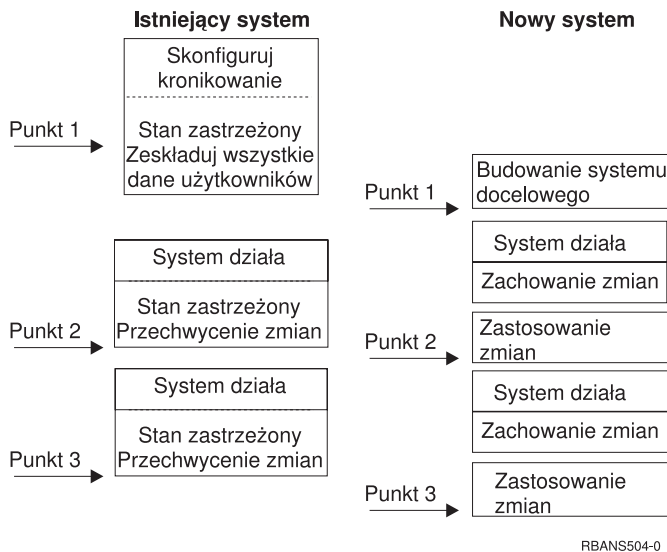 Istniejący system
Skonfiguruj
kronikowanie
Punkt 1
Stan zastrzeżony
Zeskładuj wszystkie
dane użytkowników
System działa
Stan zastrzeżony
Punkt 2
Przechwycenie zmian
System działa
Stan zastrzeżony
Punkt 3
Przechwycenie zmian
Nowy system
Budowanie systemu
Punkt 1
docelowego
System działa
Zachowanie zmian
Zastosowanie
Punkt 2
zmian
System działa
Zachowanie zmian
Zastosowanie
Punkt 3
zmian
RBANS504-0